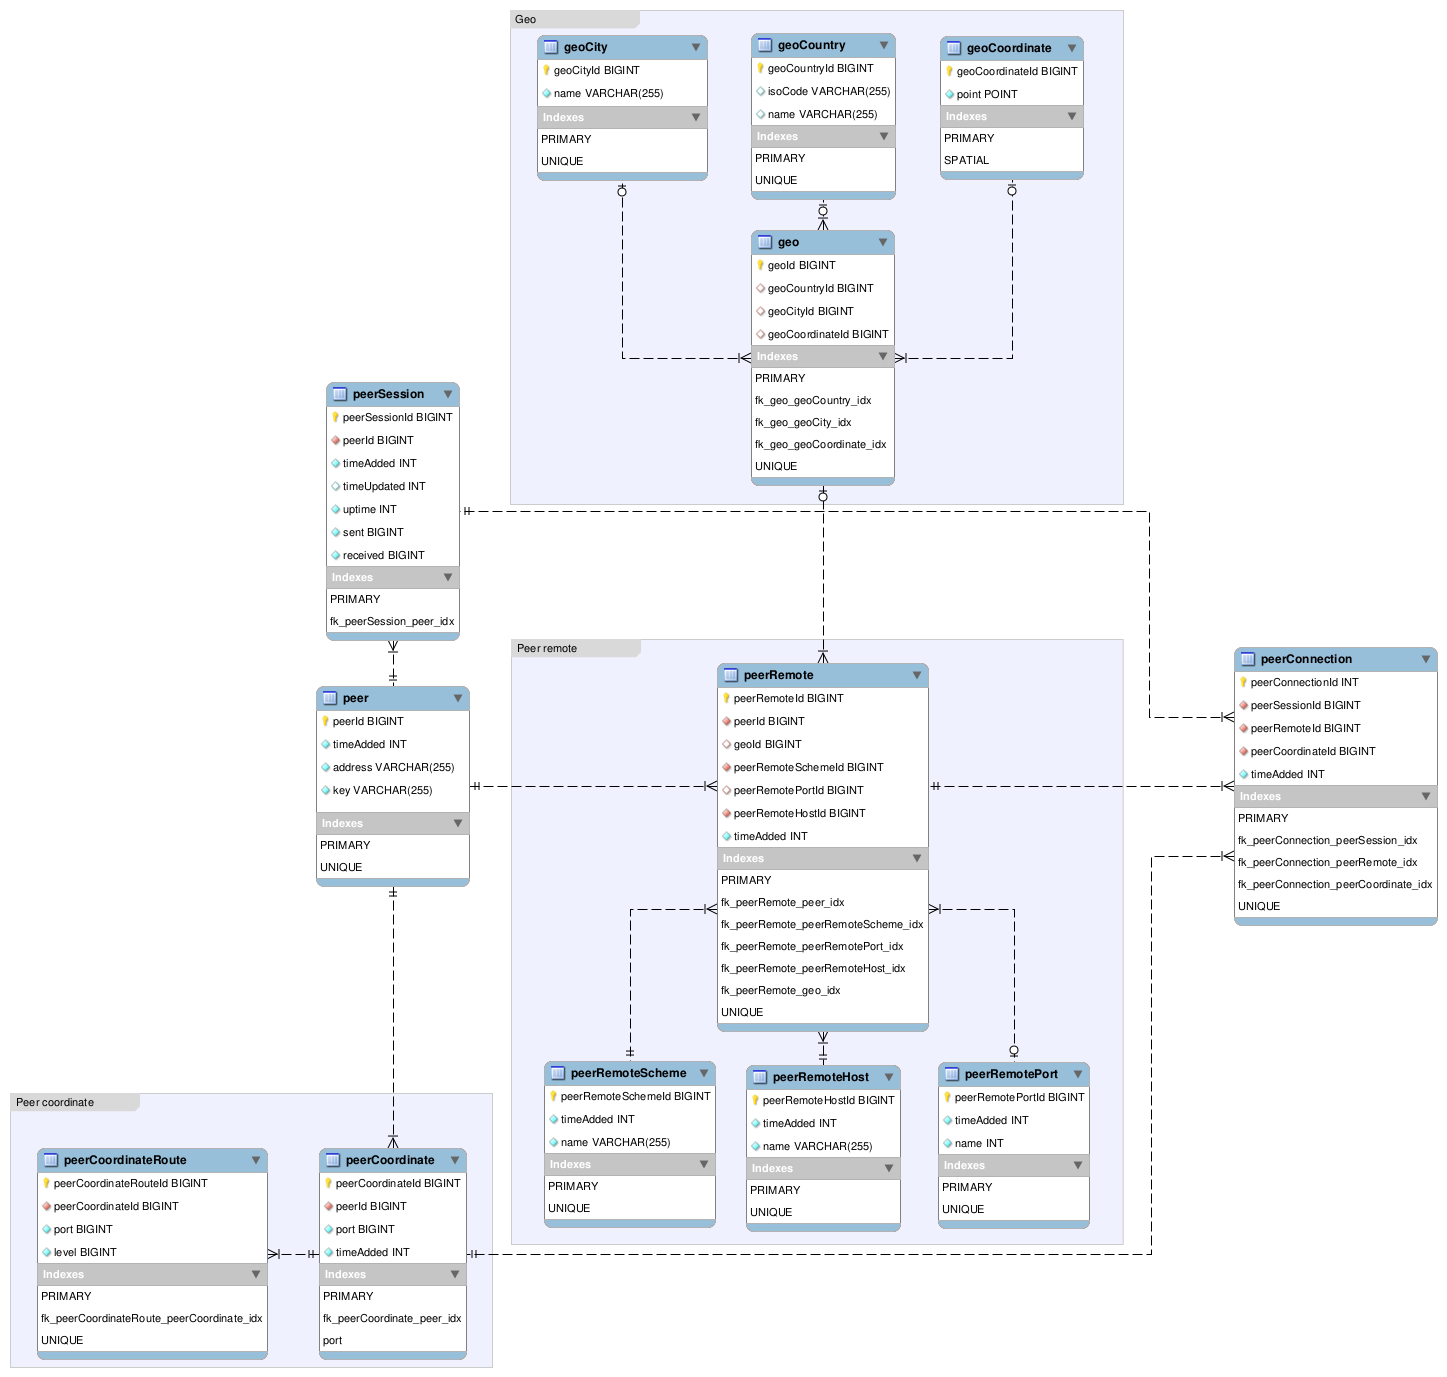 Geo
geoCity
geoCityId BIGINT
name VARCHAR(255)
Indexes
PRIMARY
UNIQUE
geoCountry
geoCountryId BIGINT
isoCode VARCHAR(255)
name VARCHAR(255)
Indexes
PRIMARY
UNIQUE
geoCoordinate
geoCoordinateId BIGINT
point POINT
Indexes
PRIMARY
SPATIAL
geo
geoId BIGINT
geoCountryId BIGINT
geoCityId BIGINT
geoCoordinateId BIGINT
Indexes
PRIMARY
fk_geo_geoCountry_idx
fk_geo_geoCity_idx
fk_geo_geoCoordinate_idx
UNIQUE
peerSession
peerSessionId BIGINT
peerId BIGINT
timeAdded INT
timeUpdated INT
uptime INT
sent BIGINT
received BIGINT
Indexes
PRIMARY
fk_peerSession_peer_idx
peer
peerId BIGINT
timeAdded INT
address VARCHAR(255)
key VARCHAR(255)
Indexes
PRIMARY
UNIQUE
Peer remote
peerRemote
peerRemoteId BIGINT
peerId BIGINT
geoId BIGINT
peerRemoteSchemeId BIGINT
peerRemotePortId BIGINT
peerRemoteHostId BIGINT
timeAdded INT
Indexes
PRIMARY
fk_peerRemote_peer_idx
fk_peerRemote_peerRemoteScheme_idx
fk_peerRemote_peerRemotePort_idx
fk_peerRemote_peerRemoteHost_idx
fk_peerRemote_geo_idx
UNIQUE
peerConnection
peerConnectionId INT
peerSessionId BIGINT
peerRemoteId BIGINT
peerCoordinateId BIGINT
timeAdded INT
Indexes
PRIMARY
fk_peerConnection_peerSession_idx
fk_peerConnection_peerRemote_idx
fk_peerConnection_peerCoordinate_idx
UNIQUE
peerRemoteScheme
peerRemoteSchemeId BIGINT
timeAdded INT
name VARCHAR(255)
Indexes
PRIMARY
UNIQUE
peerRemoteHost
peerRemoteHostId BIGINT
timeAdded INT
name VARCHAR(255)
Indexes
PRIMARY
UNIQUE
peerRemotePort
peerRemotePortId BIGINT
timeAdded INT
name INT
Indexes
PRIMARY
UNIQUE
Peer coordinate
peerCoordinateRoute
peerCoordinateRouteId BIGINT
peerCoordinateId BIGINT
port BIGINT
level BIGINT
Indexes
PRIMARY
fk_peerCoordinateRoute_peerCoordinate_idx
UNIQUE
peerCoordinate
peerCoordinateId BIGINT
peerId BIGINT
port BIGINT
timeAdded INT
Indexes
PRIMARY
fk_peerCoordinate_peer_idx
port